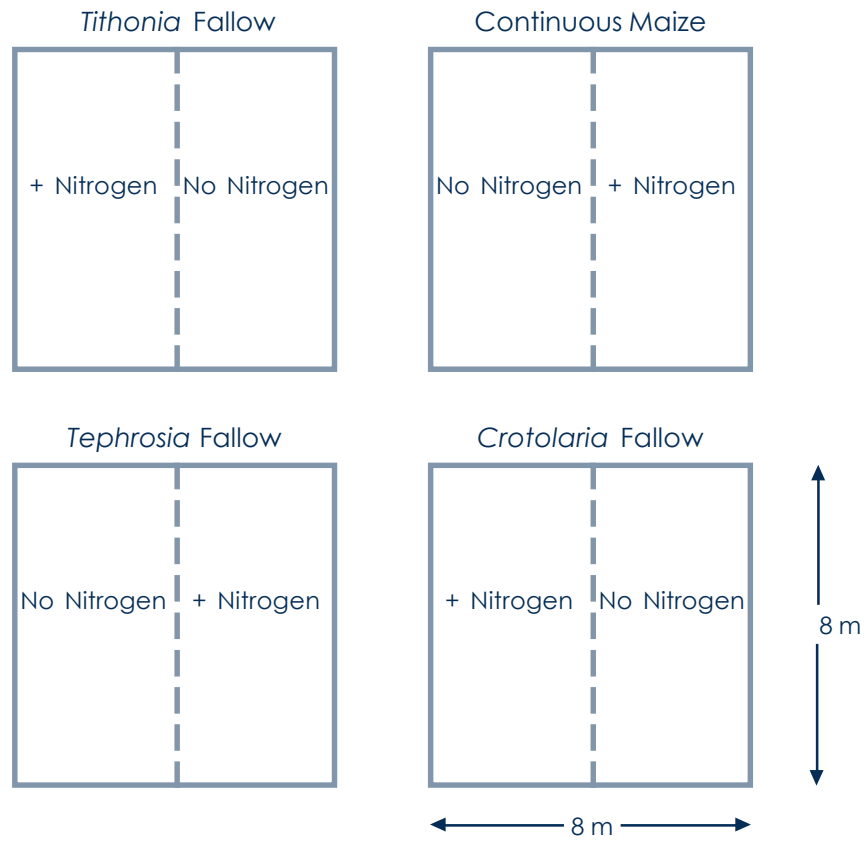 Tithonia Fallow
Continuous Maize
+ Nitrogen
No Nitrogen
No Nitrogen
+ Nitrogen
Tephrosia Fallow
Crotolaria Fallow
No Nitrogen
+ Nitrogen
+ Nitrogen
No Nitrogen
8 m
8 m